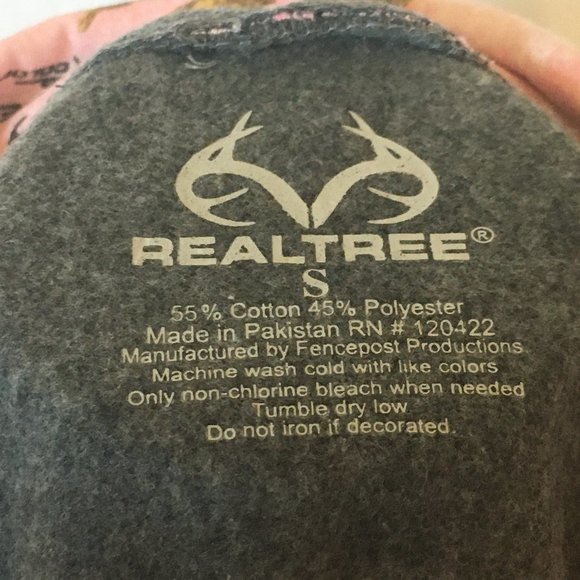 REALTREE®
S
55% Cotton 45% Polyester
Made in Pakistan RN # 120422
Manufactured by Fencepost Productions
Machine wash cold with like colors
Only non-chlorine bleach when needed
Tumble dry low
Do not iron if decorated.